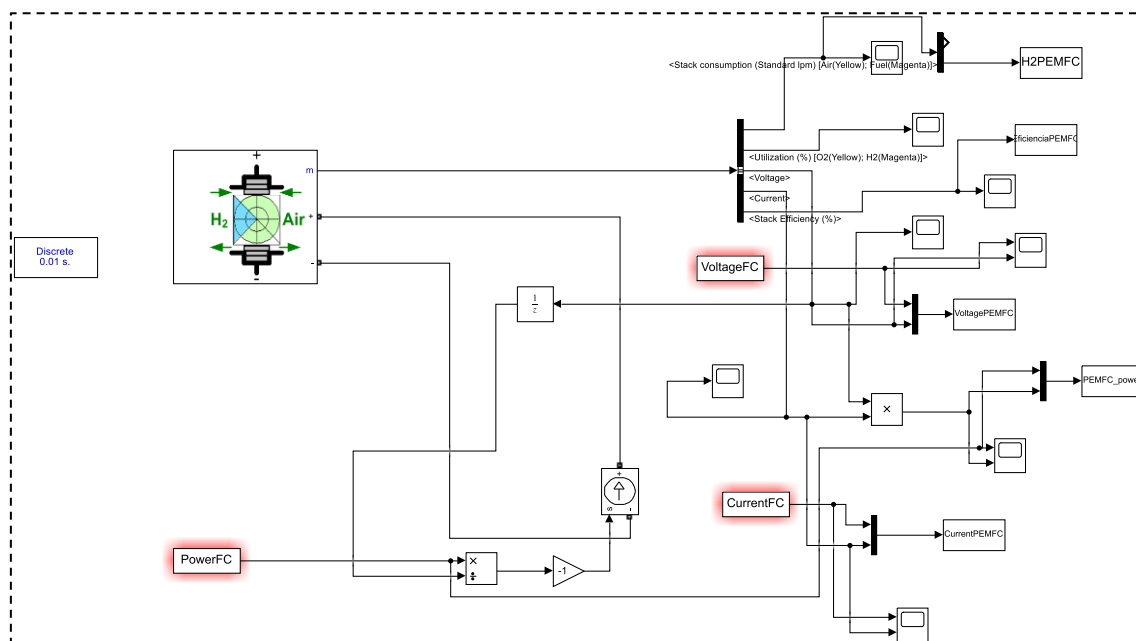 <Stack consumption (Standard lpm) [Air(Yellow); Fuel(Magenta)]>
H2PEMFC
<Utilization (%) [O2(Yellow); H2(Magenta)]>
EficienciaPEMFC
<Voltage>
<Current>
<Stack Efficiency (%)>
+
m
H2
Air
+
-
-
Discrete
0.01 s.
VoltageFC
1
z
VoltagePEMFC
×
PEMFC_powe
+
s
-
CurrentFC
CurrentPEMFC
PowerFC
×
÷
-1